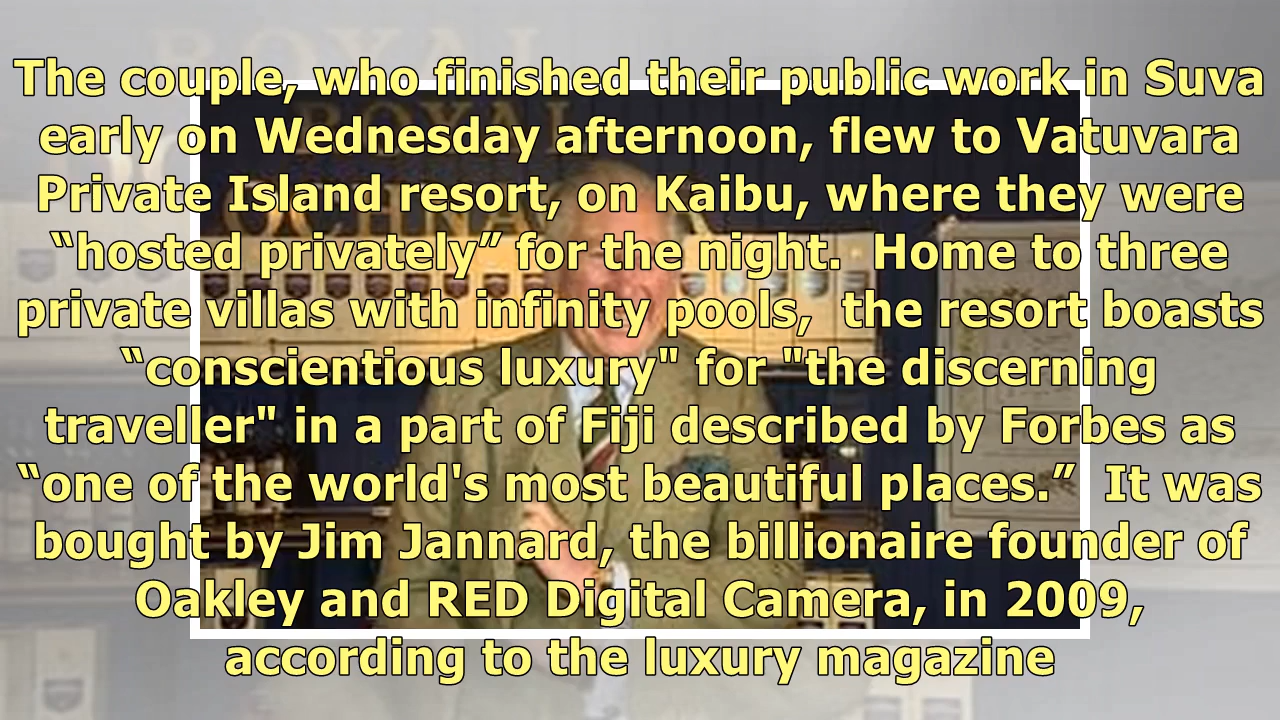 ROYAL
The couple, who finished their public work in Suva
early on Wednesday afternoon, flew to Vatuvara
Private Island resort, on Kaibu, where they were
“hosted privately” for the night.  Home to three
private villas with infinity pools,  the resort boasts
“conscientious luxury" for "the discerning
traveller" in a part of Fiji described by Forbes as
“one of the world's most beautiful places.”  It was
bought by Jim Jannard, the billionaire founder of
Oakley and RED Digital Camera, in 2009,
according to the luxury magazine